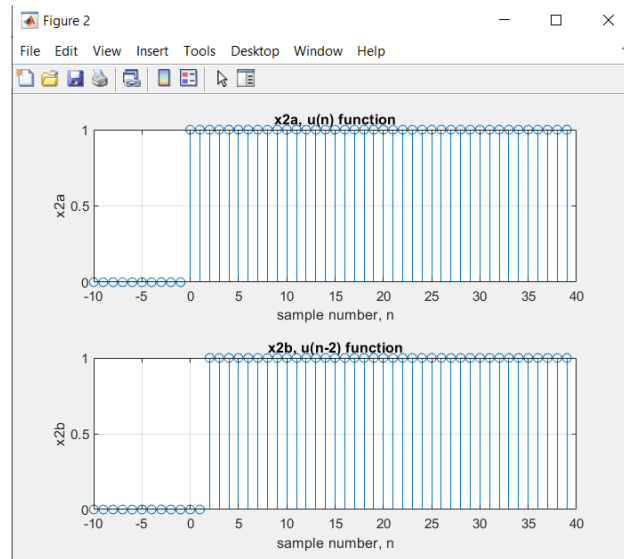 Figure 2
File Edit View Insert Tools Desktop Window Help
x2a, u(n) function
1
0.5
0
x2a
-10 -5 0 5 10 15 20 25 30 35 40
sample number, n
x2b, u(n-2) function
1
0.5
0
x2b
-10 -5 0 5 10 15 20 25 30 35 40
sample number, n